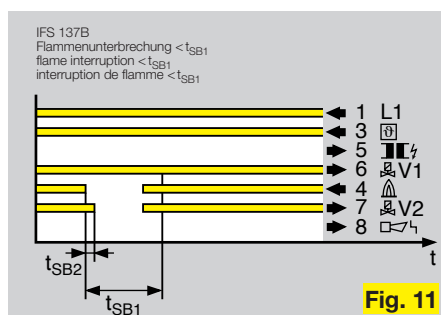 IFS 137B
Flammenunterbrechung < tSB1
flame interruption < tSB1
interruption de flamme < tSB1
1 L1
3 ϑ
5
6 V1
4
7 V2
8
t
tSB2
tSB1
Fig. 11